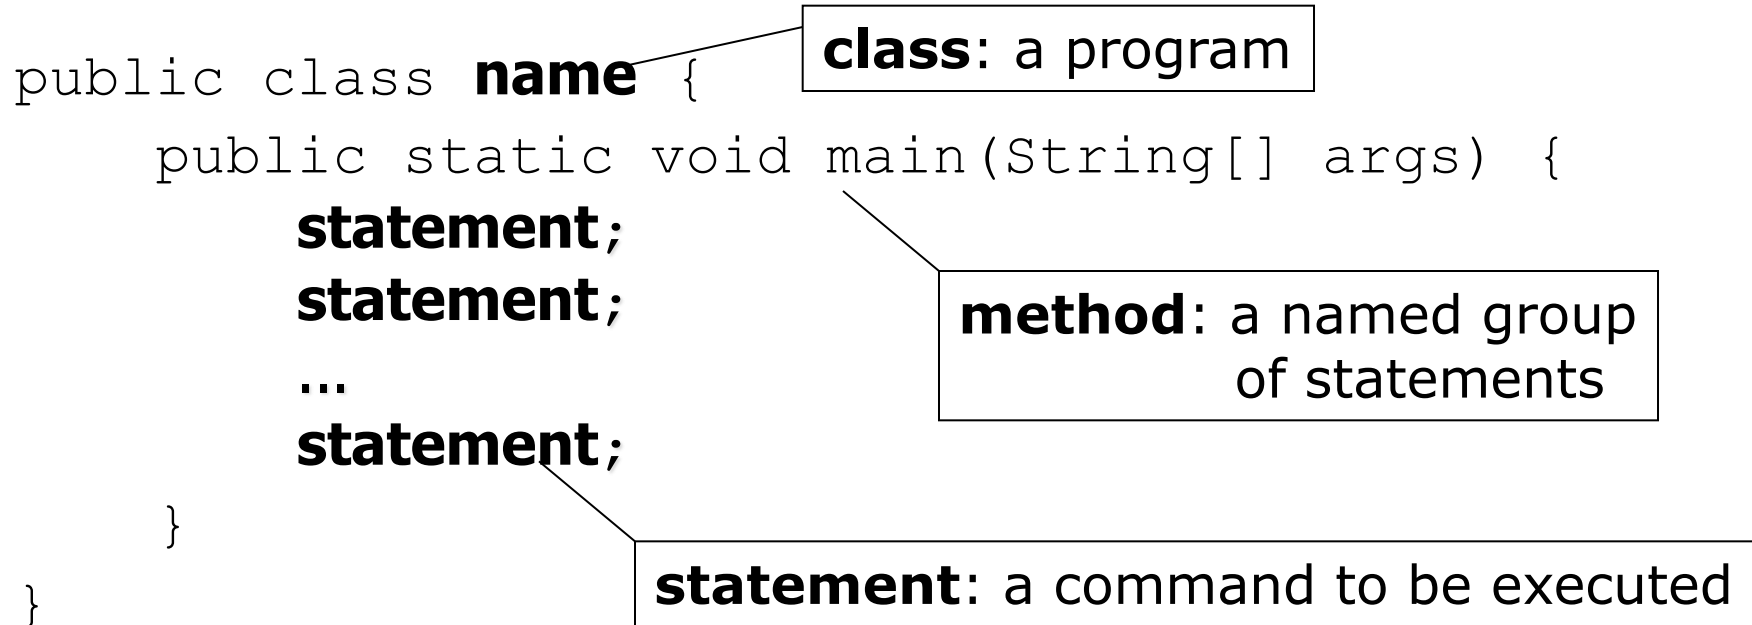 public class name {
class: a program
public static void main(String[] args) {
statement;
statement;
...
statement;
method: a named group
of statements
}
statement: a command to be executed
}